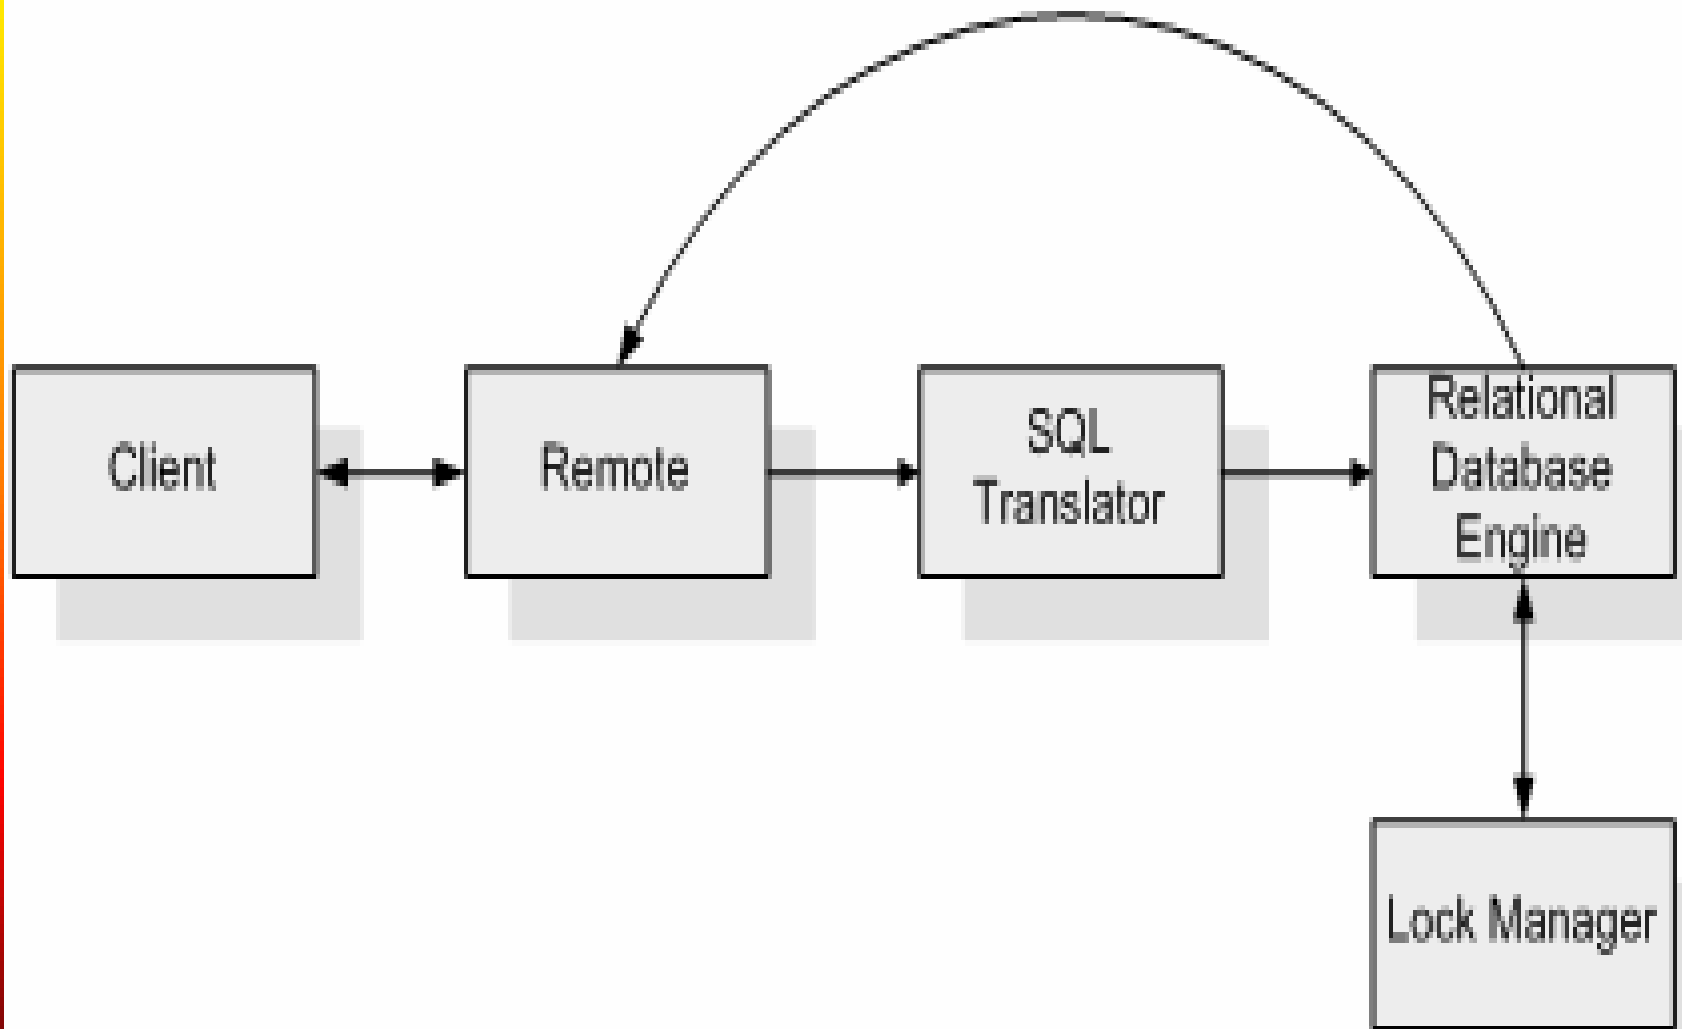 Client
Remote
SQL
Translator
Relational
Database
Engine
Lock Manager